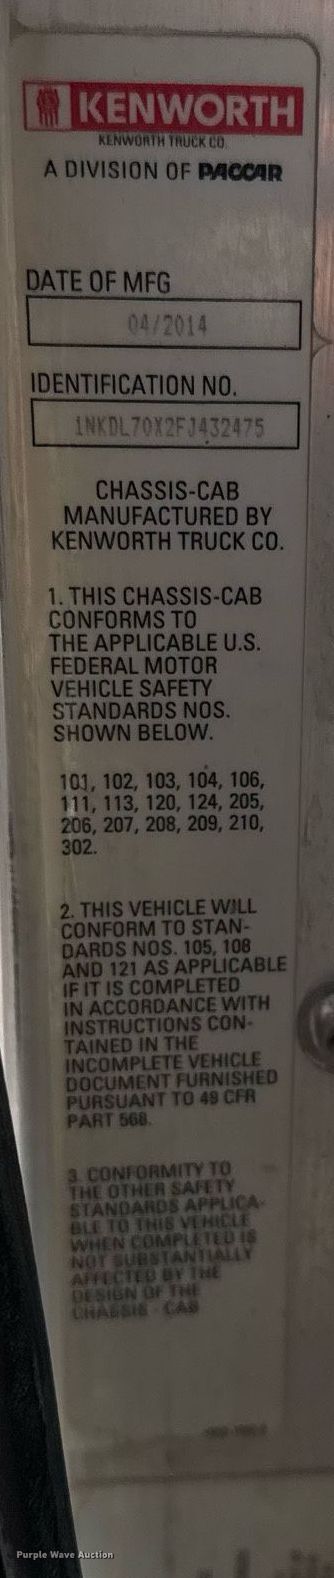 KENWORTH
KENWORTH TRUCK CO.
A DIVISION OF PACCAR
DATE OF MFG
04/2014
IDENTIFICATION NO.
1NKDL70X2FJ432475
CHASSIS-CAB
MANUFACTURED BY
KENWORTH TRUCK CO.
1. THIS CHASSIS-CAB
CONFORMS TO
THE APPLICABLE U.S.
FEDERAL MOTOR
VEHICLE SAFETY
STANDARDS NOS.
SHOWN BELOW.
101, 102, 103, 104, 106,
111, 113, 120, 124, 205,
206, 207, 208, 209, 210,
302.
2. THIS VEHICLE WILL
CONFORM TO STAN-
DARDS NOS. 105, 108
AND 121 AS APPLICABLE
IF IT IS COMPLETED
IN ACCORDANCE WITH
INSTRUCTIONS CON-
TAINED IN THE
INCOMPLETE VEHICLE
DOCUMENT FURNISHED
PURSUANT TO 49 CFR
PART 568.
3. CONFORMITY TO
THE OTHER SAFETY
STANDARDS APPLICA-
BLE TO THIS VEHICLE
WHEN COMPLETED IS
NOT SUBSTANTIALLY
AFFECTED BY THE
DESIGN OF THE
CHASSIS - CAB
Purple Wave Auction